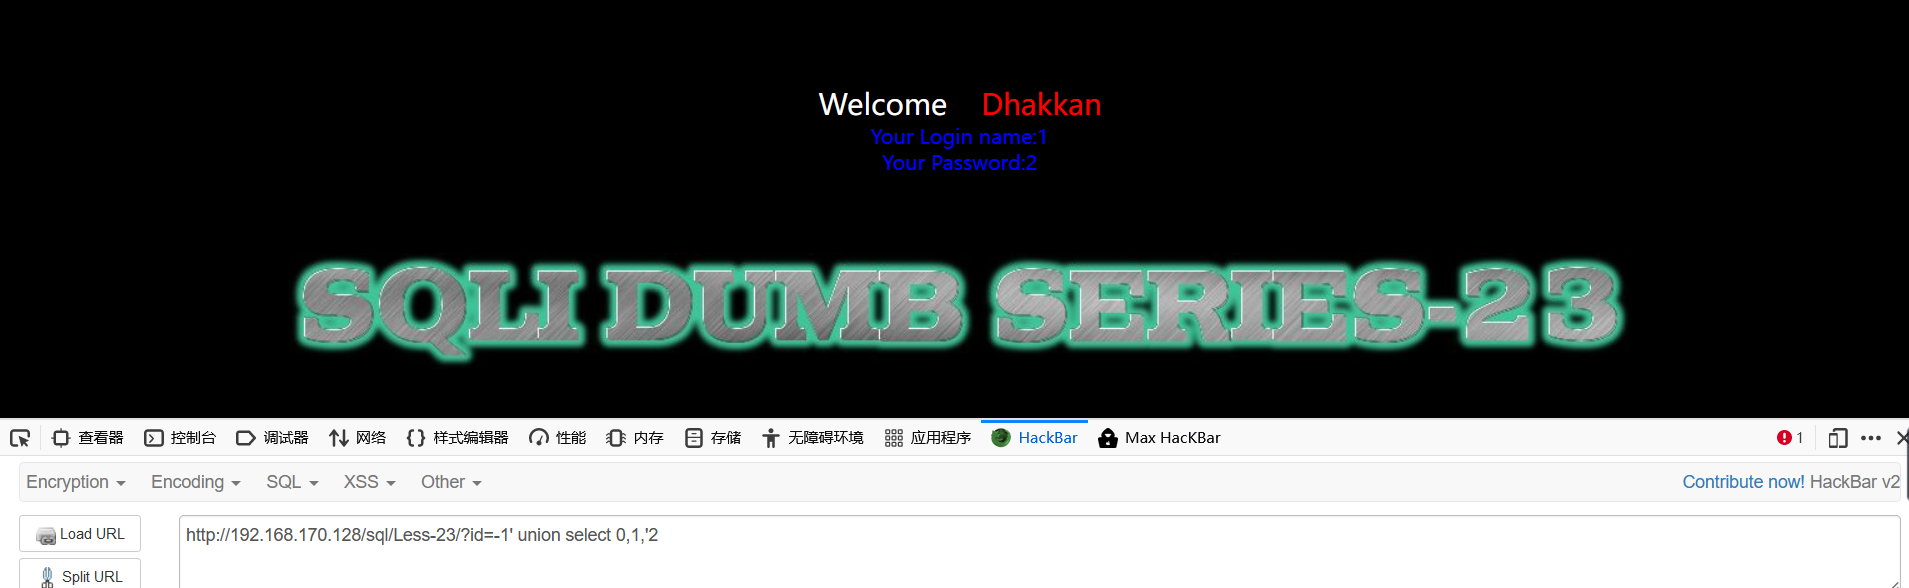 Welcome Dhakkan
Your Login name:1
Your Password:2
SQLI DUMB SERIES-23
查看器 控制台 调试器 网络 样式编辑器 性能 内存 存储 无障碍环境 应用程序 HackBar Max HacKBar 1
Encryption Encoding SQL XSS Other Contribute now! HackBar v2
Load URL http://192.168.170.128/sql/Less-23/?id=-1' union select 0,1,'2
Split URL